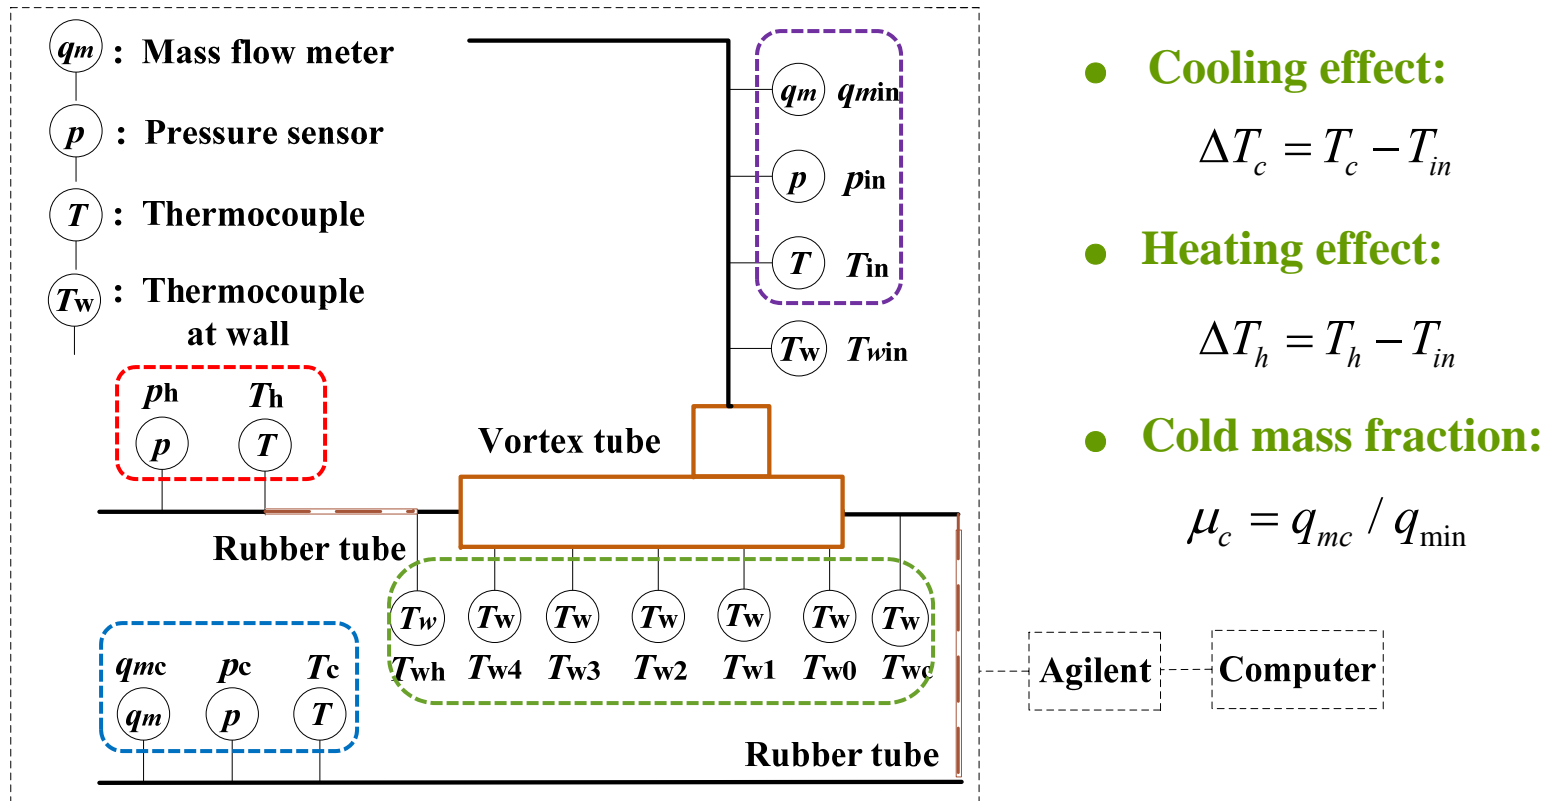 qm : Mass flow meter
p : Pressure sensor
T : Thermocouple
Tw : Thermocouple
at wall
qm qmin
p pin
T Tin
Tw Twin
ph Th
p T
Vortex tube
Rubber tube
Tw Tw Tw Tw Tw Tw Tw
Twh Tw4 Tw3 Tw2 Tw1 Tw0 Twc
qmc pc Tc
qm p T
Rubber tube
Agilent Computer
• Cooling effect:
ΔTc = Tc − Tin
• Heating effect:
ΔTh = Th − Tin
• Cold mass fraction:
μc = qmc / qmin